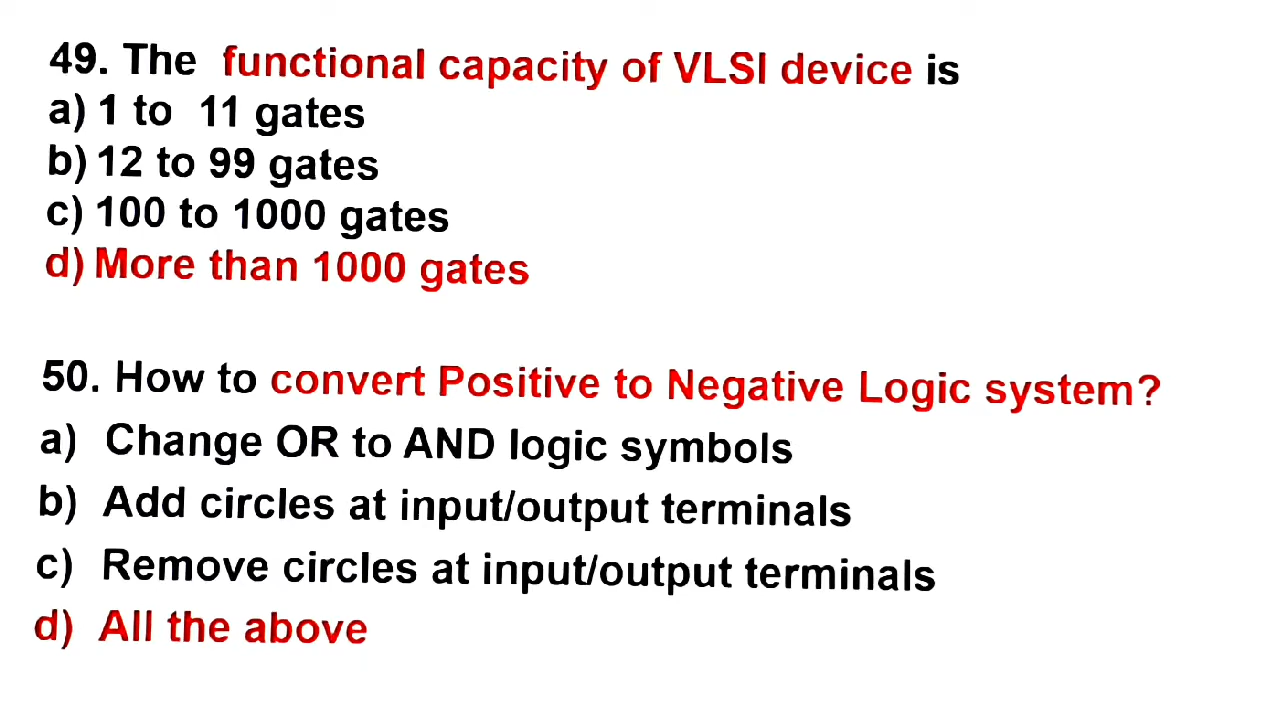 49. The functional capacity of VLSI device is
a) 1 to 11 gates
b) 12 to 99 gates
c) 100 to 1000 gates
d) More than 1000 gates
50. How to convert Positive to Negative Logic system?
a) Change OR to AND logic symbols
b) Add circles at input/output terminals
c) Remove circles at input/output terminals
d) All the above